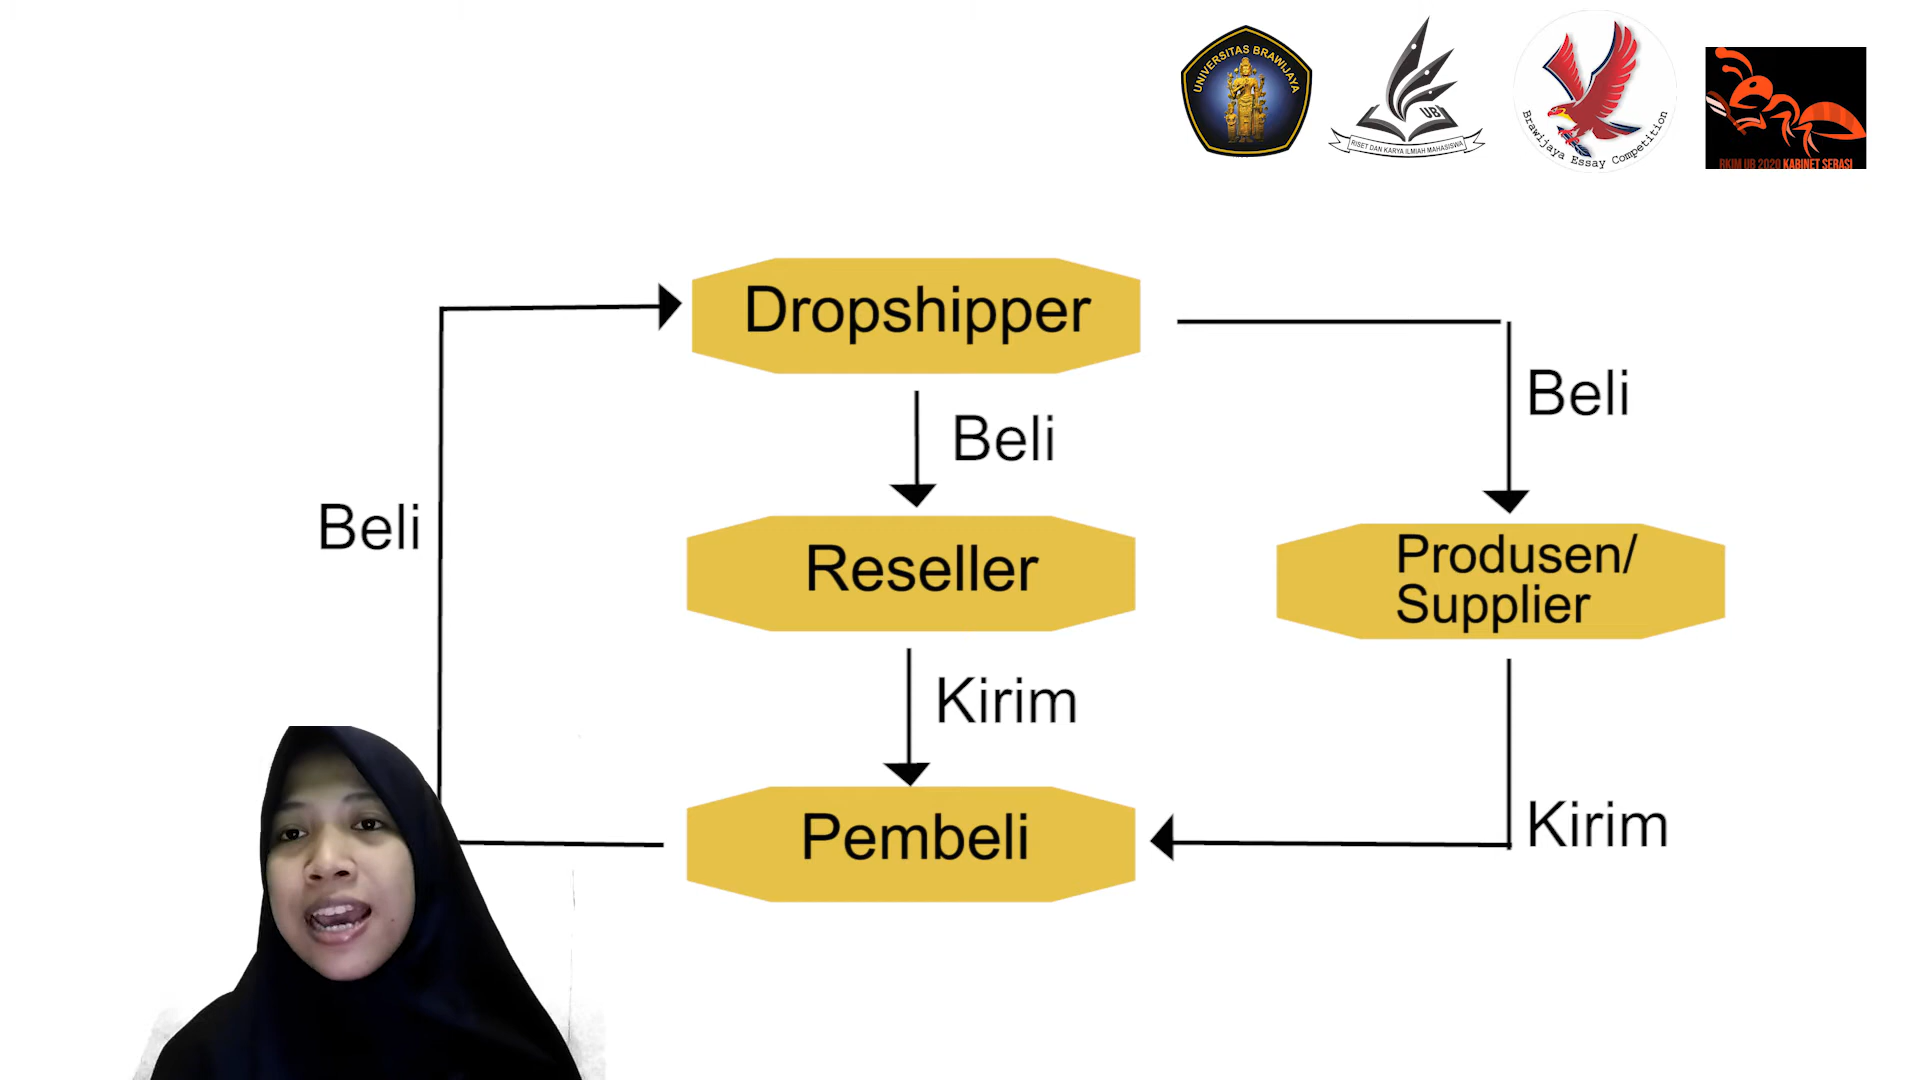 UNIVERSITAS BRAWIJAYA
UB
RISET DAN KARYA ILMIAH MAHASISWA
Brawijaya Essay Competition
RKIM UB 2020 KABINET SERASI
Dropshipper
Beli
Beli
Beli
Reseller
Produsen/
Supplier
Kirim
Pembeli
Kirim